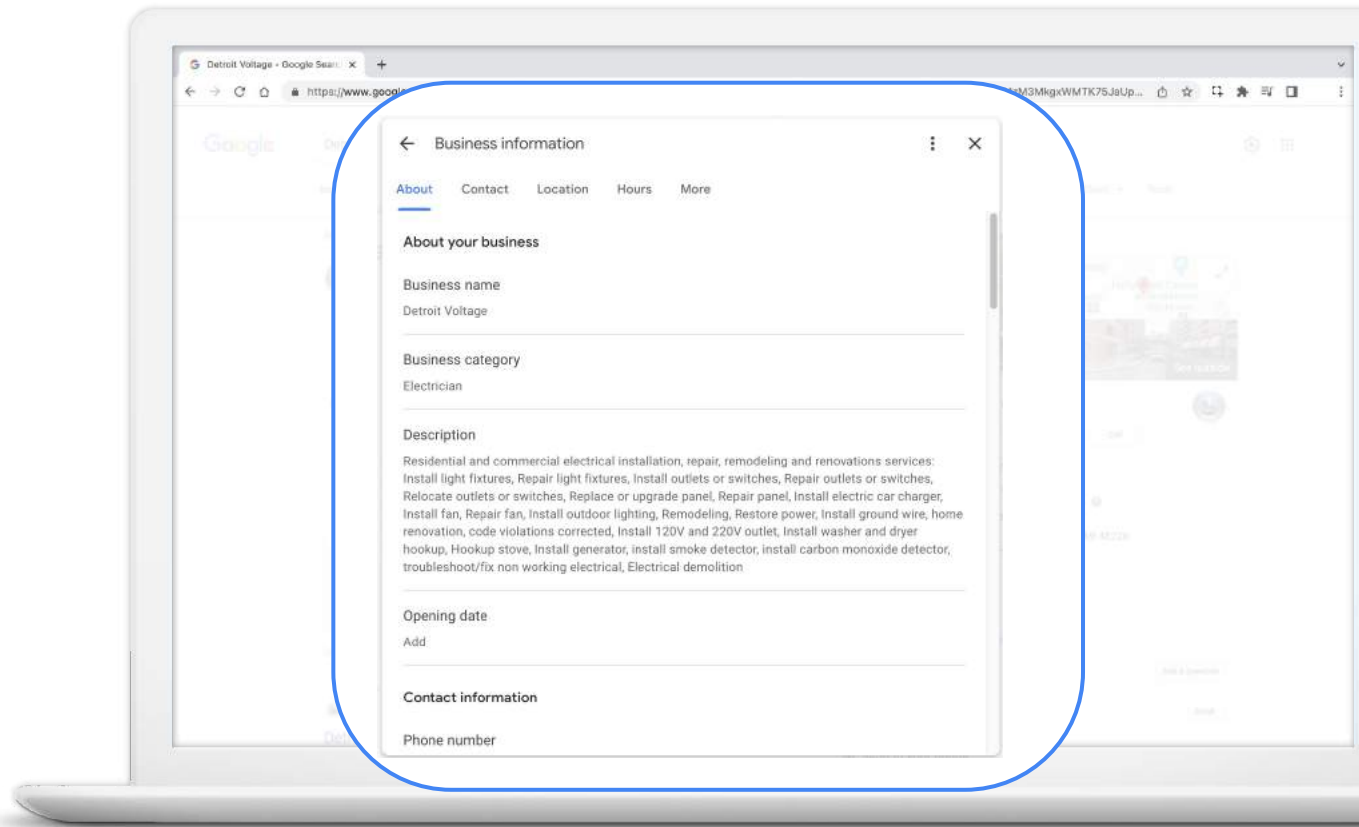 Detroit Voltage - Google Sear
https://www.google
xM3MkgxWMTK75JaUp...
Google
Business information
About Contact Location Hours More
About your business
Business name
Detroit Voltage
Business category
Electrician
Description
Residential and commercial electrical installation, repair, remodeling and renovations services:
Install light fixtures, Repair light fixtures, Install outlets or switches, Repair outlets or switches,
Relocate outlets or switches, Replace or upgrade panel, Repair panel, Install electric car charger,
Install fan, Repair fan, Install outdoor lighting, Remodeling, Restore power, Install ground wire, home
renovation, code violations corrected, Install 120V and 220V outlet, Install washer and dryer
hookup, Hookup stove, Install generator, install smoke detector, install carbon monoxide detector,
troubleshoot/fix non working electrical, Electrical demolition
Opening date
Add
Contact information
Phone number